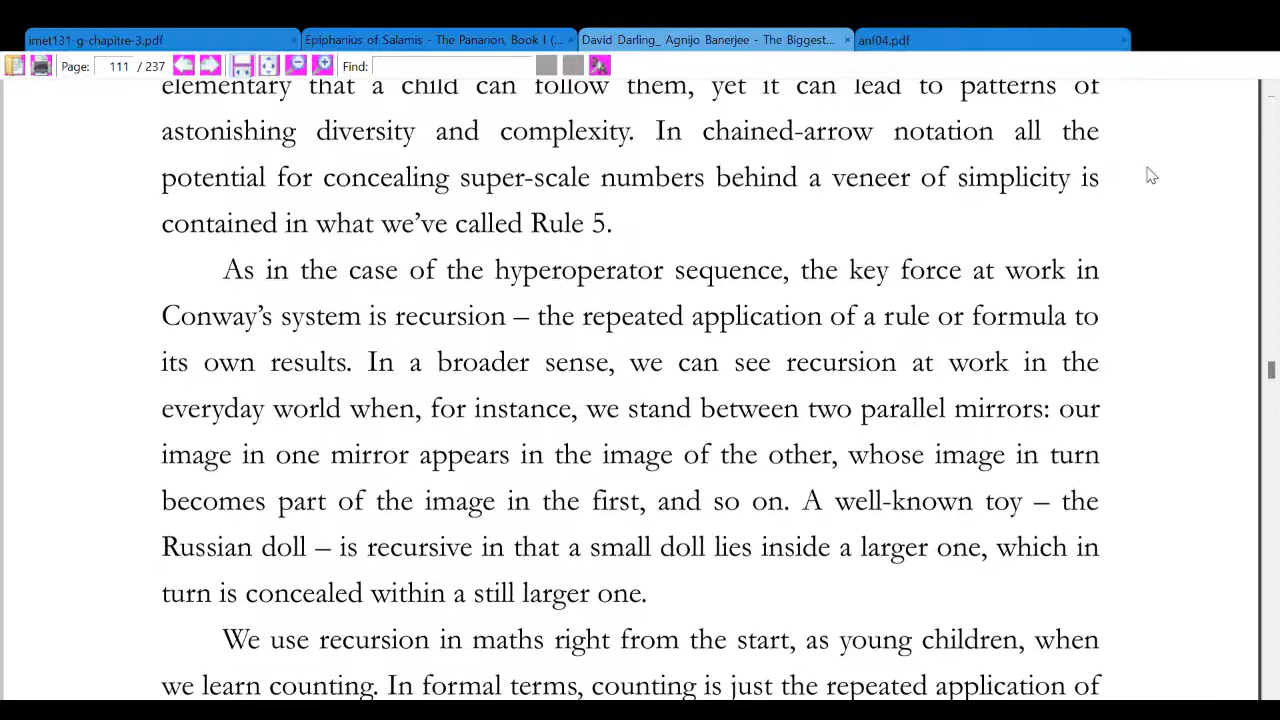 imet131-g-chapitre-3.pdf
Epiphanius of Salamis - The Panarion, Book I (...
David Darling_ Agnijo Banerjee - The Biggest...
anf04.pdf
Page: 111 / 237 Find:
elementary that a child can follow them, yet it can lead to patterns of
astonishing diversity and complexity. In chained-arrow notation all the
potential for concealing super-scale numbers behind a veneer of simplicity is
contained in what we’ve called Rule 5.
As in the case of the hyperoperator sequence, the key force at work in
Conway’s system is recursion – the repeated application of a rule or formula to
its own results. In a broader sense, we can see recursion at work in the
everyday world when, for instance, we stand between two parallel mirrors: our
image in one mirror appears in the image of the other, whose image in turn
becomes part of the image in the first, and so on. A well-known toy – the
Russian doll – is recursive in that a small doll lies inside a larger one, which in
turn is concealed within a still larger one.
We use recursion in maths right from the start, as young children, when
we learn counting. In formal terms, counting is just the repeated application of